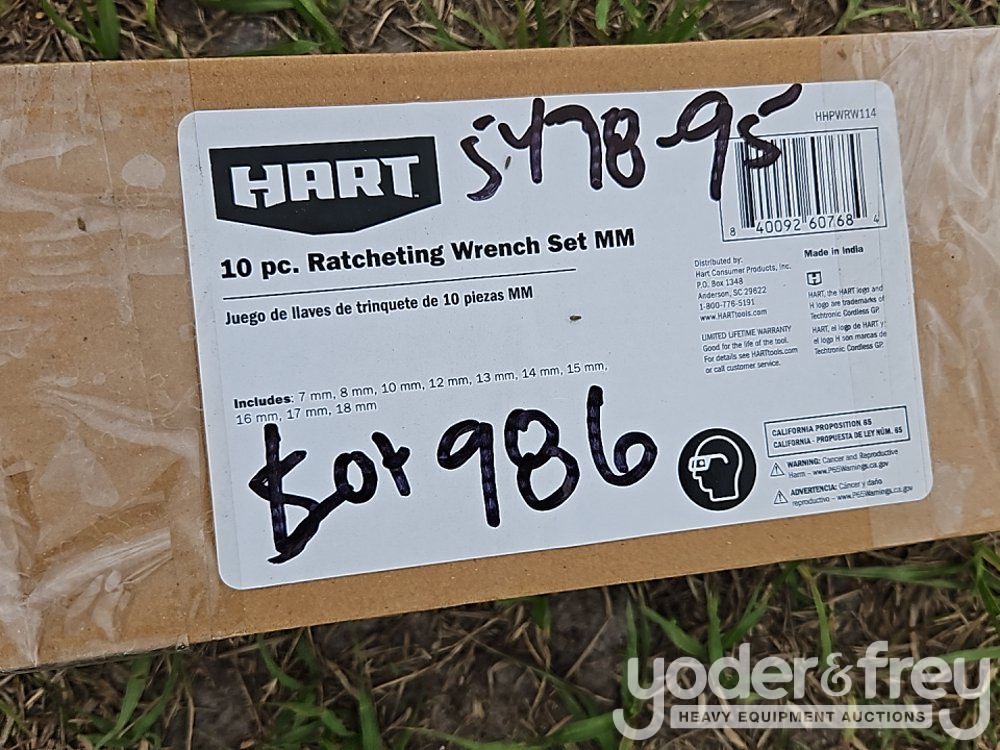 5478-95
HHPWRW114
HART
8 40092 60768 4
10 pc. Ratcheting Wrench Set MM
Juego de llaves de trinquete de 10 piezas MM
Distributed by:
Hart Consumer Products, Inc.
P.O. Box 1348
Anderson, SC 29622
1-800-776-5191
www.HARTtools.com
LIMITED LIFETIME WARRANTY
Good for the life of the tool.
For details see HARTtools.com
or call customer service.
Made in India
HART, the HART logo and
H logo are trademarks of
Techtronic Cordless GP.
HART, el logo de HART y
el logo H son marcas de
Techtronic Cordless GP.
Includes: 7 mm, 8 mm, 10 mm, 12 mm, 13 mm, 14 mm, 15 mm,
16 mm, 17 mm, 18 mm
Lot 986
CALIFORNIA PROPOSITION 65
CALIFORNIA - PROPUESTA DE LEY NÚM. 65
WARNING: Cancer and Reproductive
Harm – www.P65Warnings.ca.gov
ADVERTENCIA: Cáncer y daño
reproductivo – www.P65Warnings.ca.gov
yoder&frey
HEAVY EQUIPMENT AUCTIONS